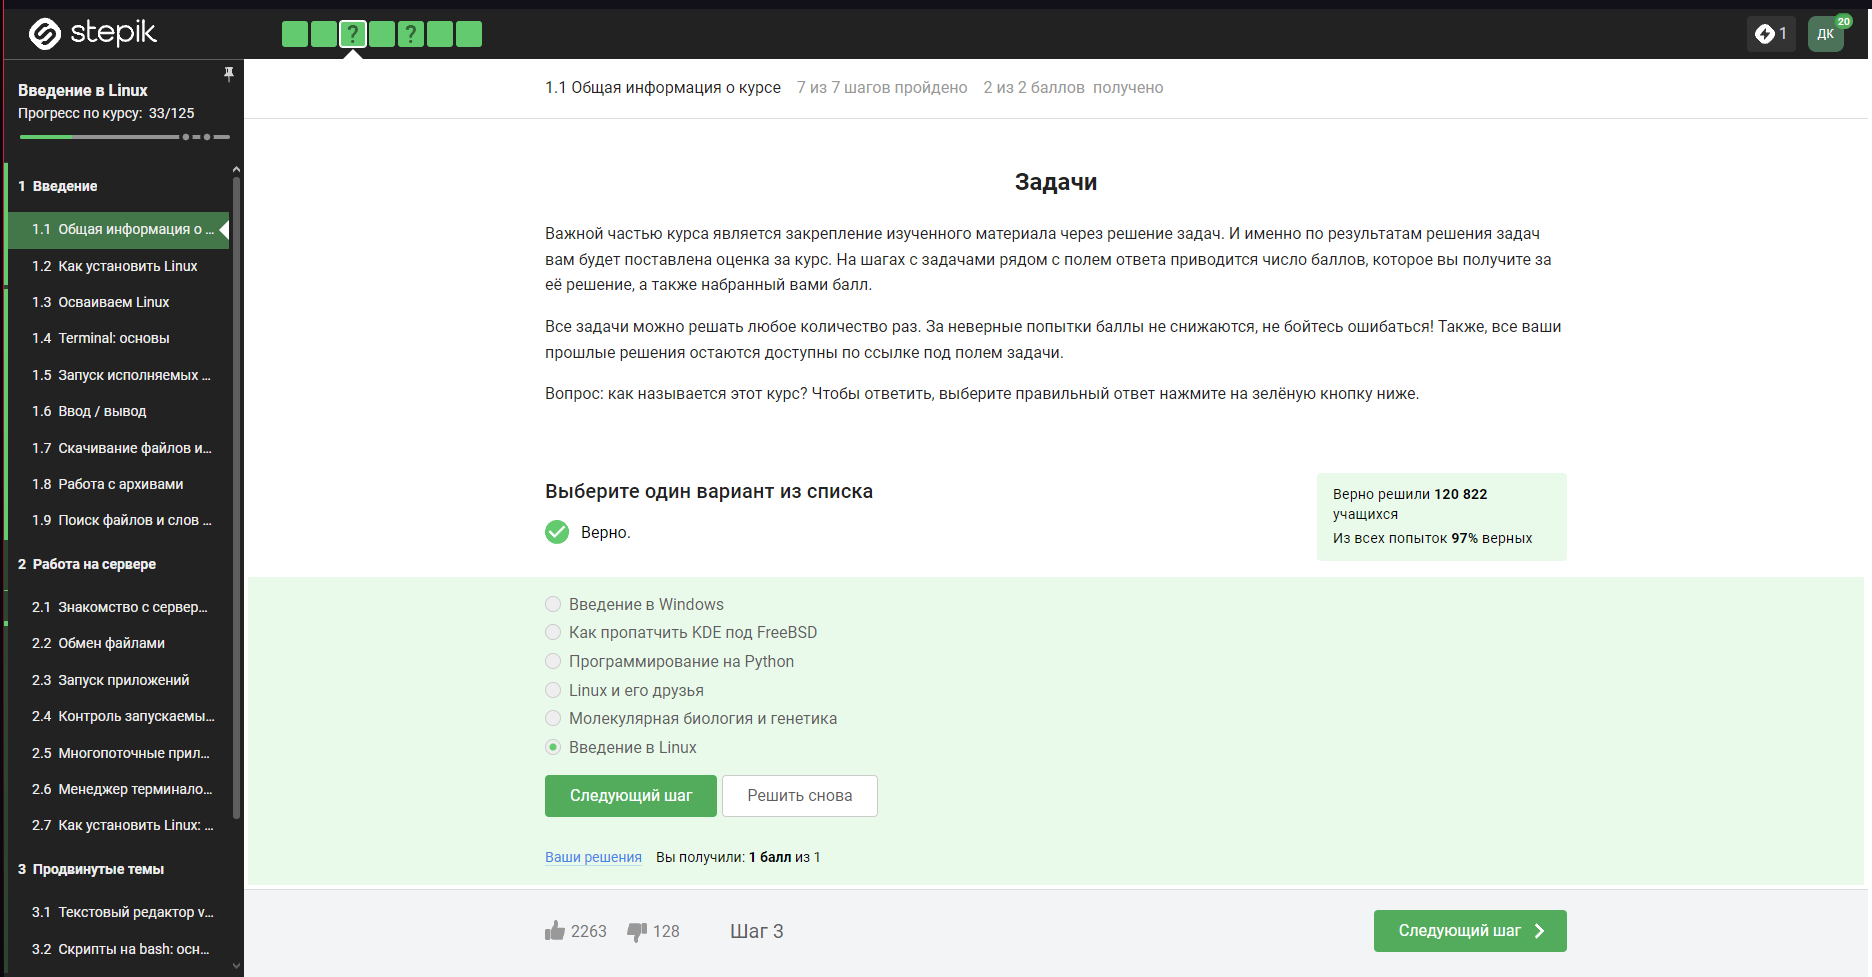 stepik
?
?
1
ДК
20
Введение в Linux
Прогресс по курсу: 33/125
1 Введение
1.1 Общая информация о ...
1.2 Как установить Linux
1.3 Осваиваем Linux
1.4 Terminal: основы
1.5 Запуск исполняемых ...
1.6 Ввод / вывод
1.7 Скачивание файлов и...
1.8 Работа с архивами
1.9 Поиск файлов и слов ...
2 Работа на сервере
2.1 Знакомство с сервер...
2.2 Обмен файлами
2.3 Запуск приложений
2.4 Контроль запускаемы...
2.5 Многопоточные прил...
2.6 Менеджер терминало...
2.7 Как установить Linux: ...
3 Продвинутые темы
3.1 Текстовый редактор v...
3.2 Скрипты на bash: осн...
1.1 Общая информация о курсе 7 из 7 шагов пройдено 2 из 2 баллов получено
Задачи
Важной частью курса является закрепление изученного материала через решение задач. И именно по результатам решения задач
вам будет поставлена оценка за курс. На шагах с задачами рядом с полем ответа приводится число баллов, которое вы получите за
её решение, а также набранный вами балл.
Все задачи можно решать любое количество раз. За неверные попытки баллы не снижаются, не бойтесь ошибаться! Также, все ваши
прошлые решения остаются доступны по ссылке под полем задачи.
Вопрос: как называется этот курс? Чтобы ответить, выберите правильный ответ нажмите на зелёную кнопку ниже.
Выберите один вариант из списка
Верно.
Верно решили 120 822
учащихся
Из всех попыток 97% верных
Введение в Windows
Как пропатчить KDE под FreeBSD
Программирование на Python
Linux и его друзья
Молекулярная биология и генетика
Введение в Linux
Следующий шаг
Решить снова
Ваши решения Вы получили: 1 балл из 1
2263
128
Шаг 3
Следующий шаг